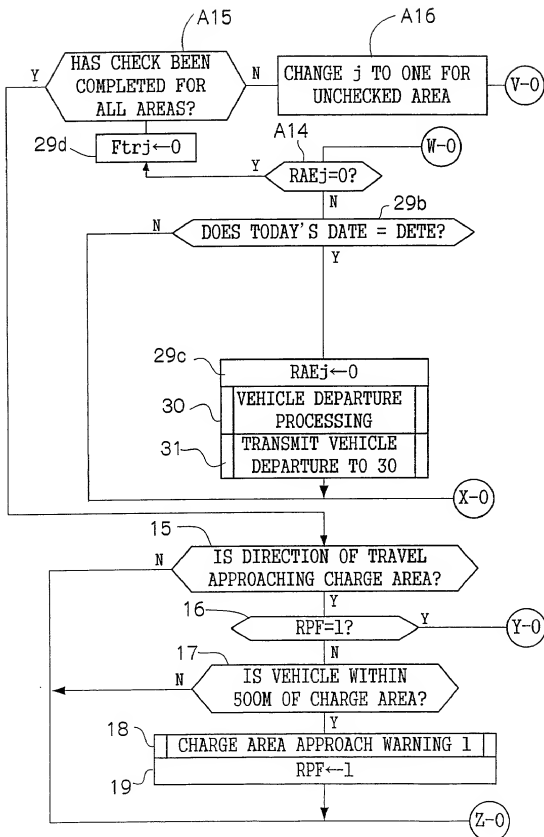 A15
A16
Y
HAS CHECK BEEN
COMPLETED FOR
ALL AREAS?
N
CHANGE j TO ONE FOR
UNCHECKED AREA
V-0
29d
Ftrj←0
A14
W-0
Y
RAEj=0?
N
29b
N
DOES TODAY'S DATE = DETE?
Y
29c
RAEj←0
30
VEHICLE DEPARTURE
PROCESSING
31
TRANSMIT VEHICLE
DEPARTURE TO 30
X-0
15
N
IS DIRECTION OF TRAVEL
APPROACHING CHARGE AREA?
Y
16
RPF=1?
Y
Y-0
N
17
N
IS VEHICLE WITHIN
500M OF CHARGE AREA?
Y
18
CHARGE AREA APPROACH WARNING 1
19
RPF←1
Z-0